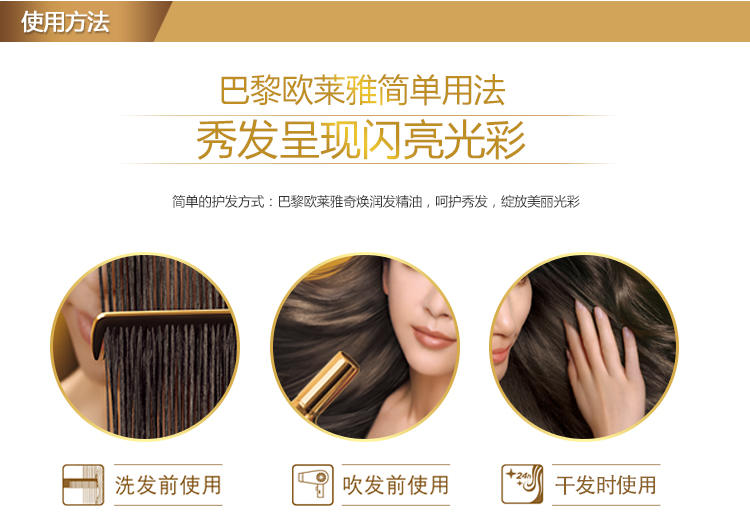 使用方法
巴黎欧莱雅简单用法
秀发呈现闪亮光彩
简单的护发方式：巴黎欧莱雅奇焕润发精油，呵护秀发，绽放美丽光彩
洗发前使用
吹发前使用
24h
干发时使用